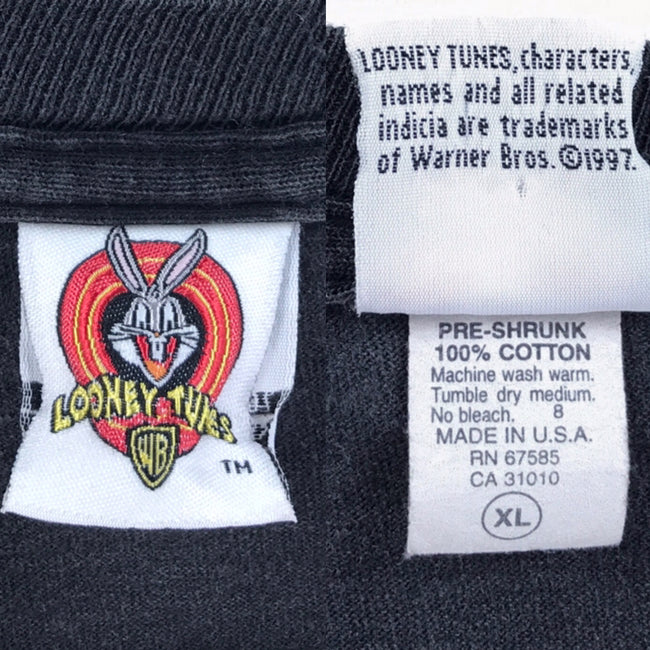 LOONEY TUNES
WB
TM
LOONEY TUNES, characters,
names and all related
indicia are trademarks
of Warner Bros. ©1997.
PRE-SHRUNK
100% COTTON
Machine wash warm.
Tumble dry medium.
No bleach. 8
MADE IN U.S.A.
RN 67585
CA 31010
XL